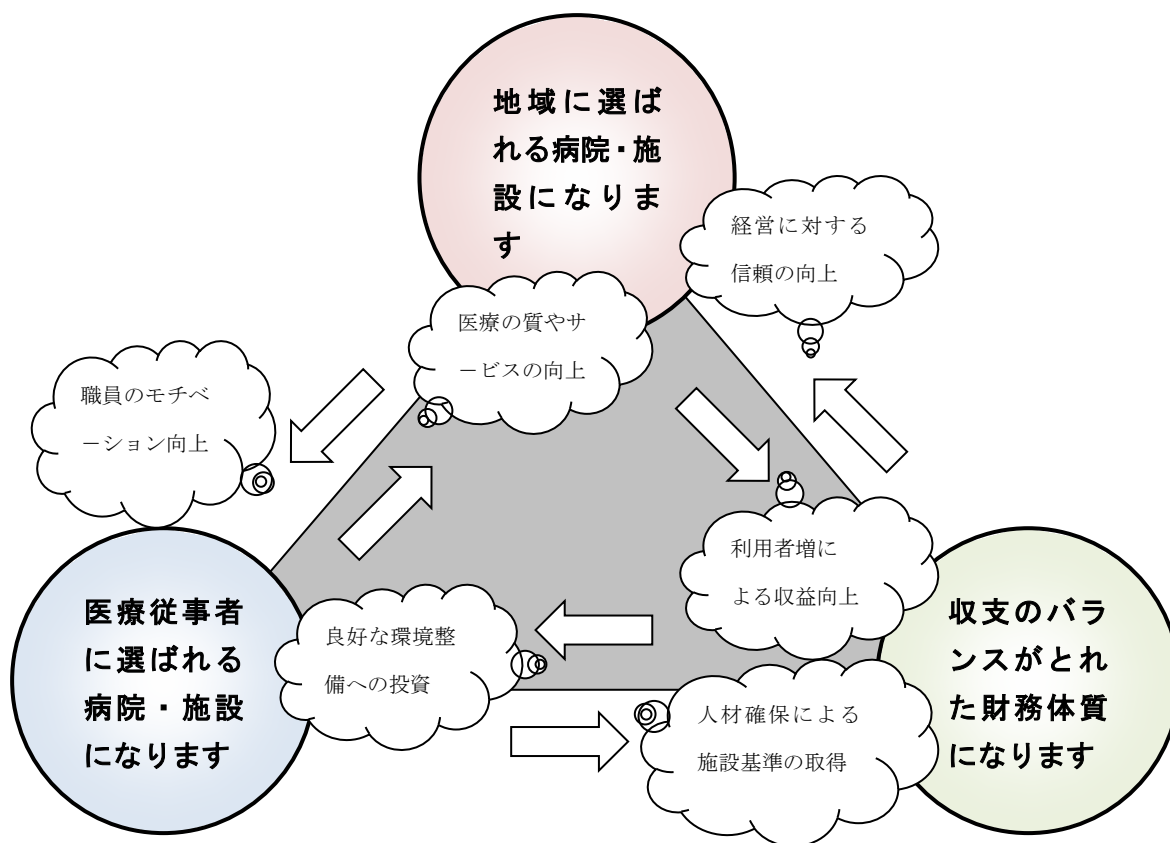 地域に選ば
れる病院・施
設になりま
す
経営に対する
信頼の向上
医療の質やサ
ービスの向上
職員のモチベ
ーション向上
利用者増に
よる収益向上
医療従事者
に選ばれる
病院・施設
になります
良好な環境整
備への投資
収支のバラ
ンスがとれ
た財務体質
になります
人材確保による
施設基準の取得